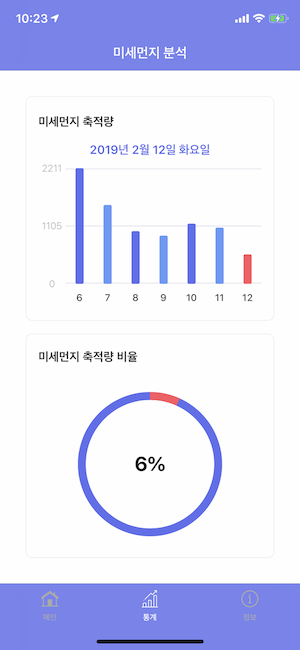 10:23
미세먼지 분석
미세먼지 축적량
2019년 2월 12일 화요일
2211
1105
0
6 7 8 9 10 11 12
미세먼지 축적량 비율
6%
메인 통계 정보